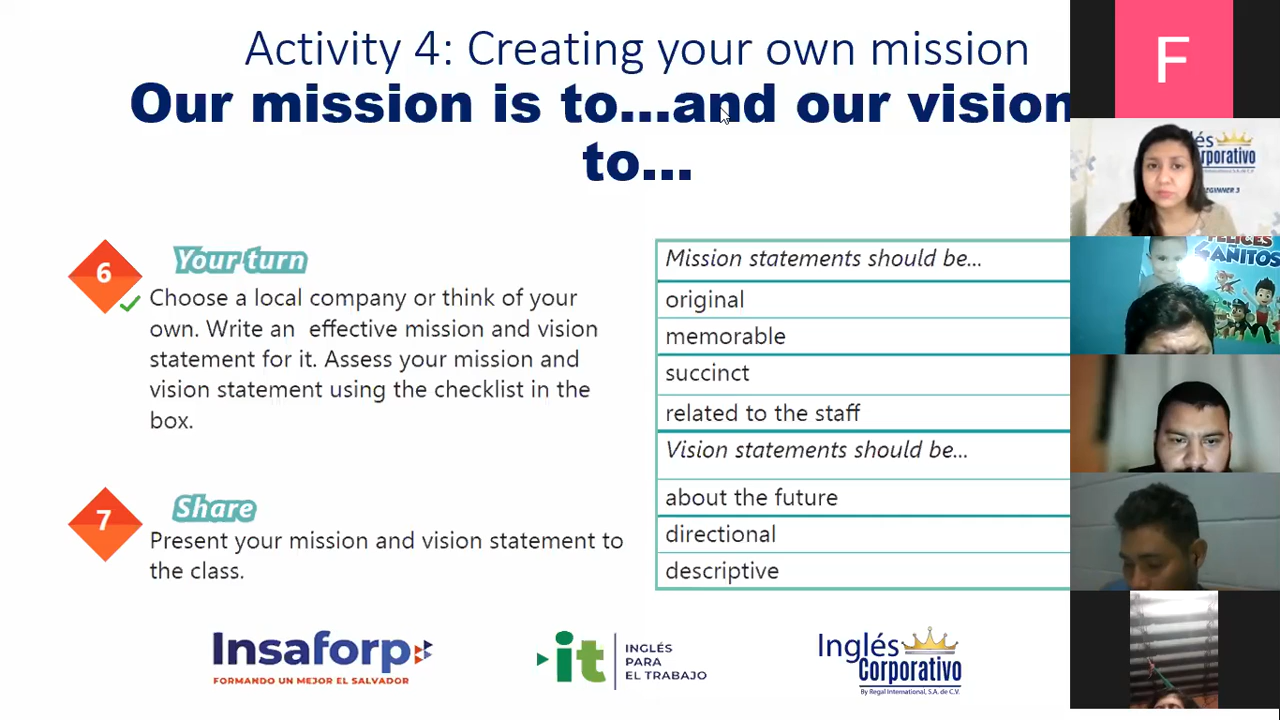 Activity 4: Creating your own mission
Our mission is to...and our vision
to...
6
Your turn
Choose a local company or think of your
own. Write an effective mission and vision
statement for it. Assess your mission and
vision statement using the checklist in the
box.
7
Share
Present your mission and vision statement to
the class.
Mission statements should be...
original
memorable
succinct
related to the staff
Vision statements should be...
about the future
directional
descriptive
Insaforp
FORMANDO UN MEJOR EL SALVADOR
it
INGLÉS
PARA
EL TRABAJO
Inglés
Corporativo
By Regal International, S.A. de C.V.
F
BEGINNER 3
FELICES
AÑITOS